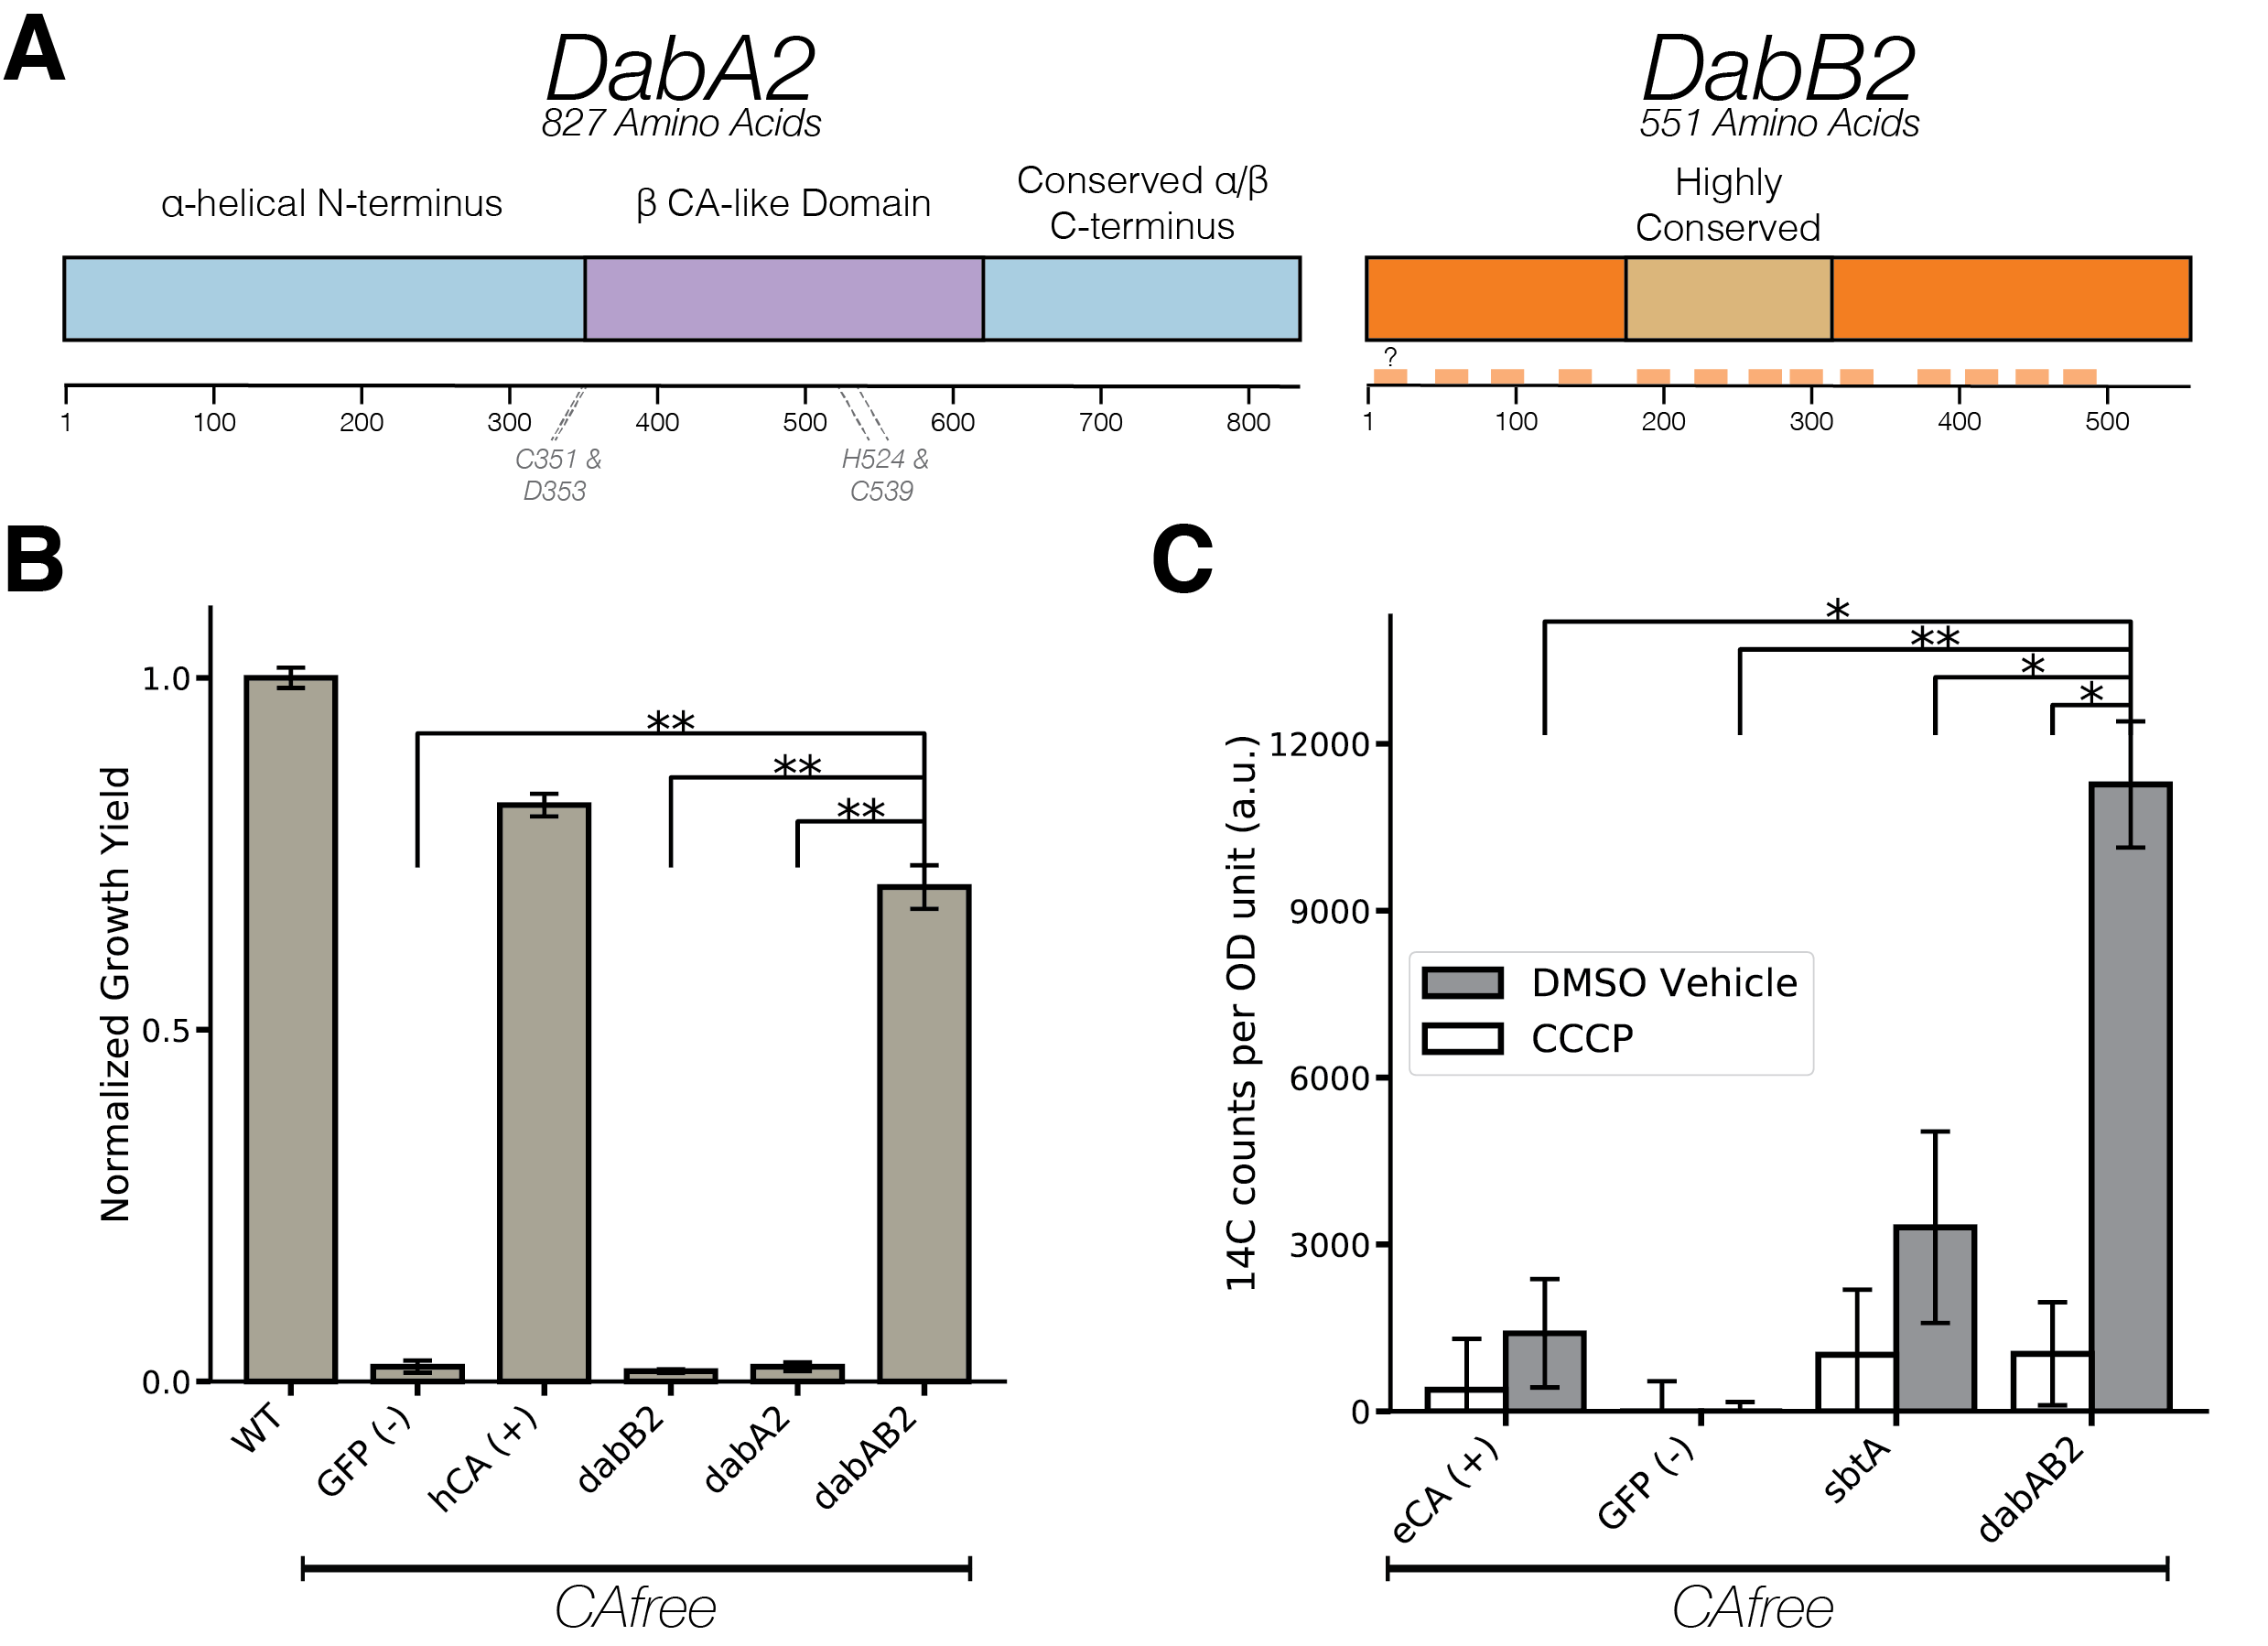 A
DabA2
827 Amino Acids
α-helical N-terminus
β CA-like Domain
Conserved α/β
C-terminus
1 100 200 300 400 500 600 700 800
C351 &
D353
H524 &
C539
DabB2
551 Amino Acids
Highly
Conserved
?
1 100 200 300 400 500
B
Normalized Growth Yield
1.0
0.5
0.0
**
**
**
WT
GFP (-)
hCA (+)
dabB2
dabA2
dabAB2
CAfree
C
14C counts per OD unit (a.u.)
12000
9000
6000
3000
0
*
**
*
*
DMSO Vehicle
CCCP
eCA (+)
GFP (-)
sbtA
dabAB2
CAfree